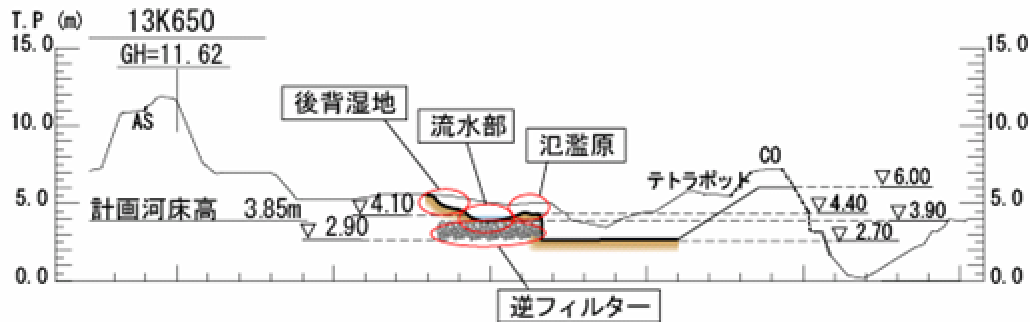 T.P (m)
13K650
15.0
15.0
GH=11.62
後背湿地
流水部
氾濫原
AS
10.0
10.0
CO
テトラポッド
▽6.00
5.0
5.0
計画河床高 3.85m
▽4.10
▽4.40
▽3.90
▽2.90
▽2.70
0.0
0.0
逆フィルター